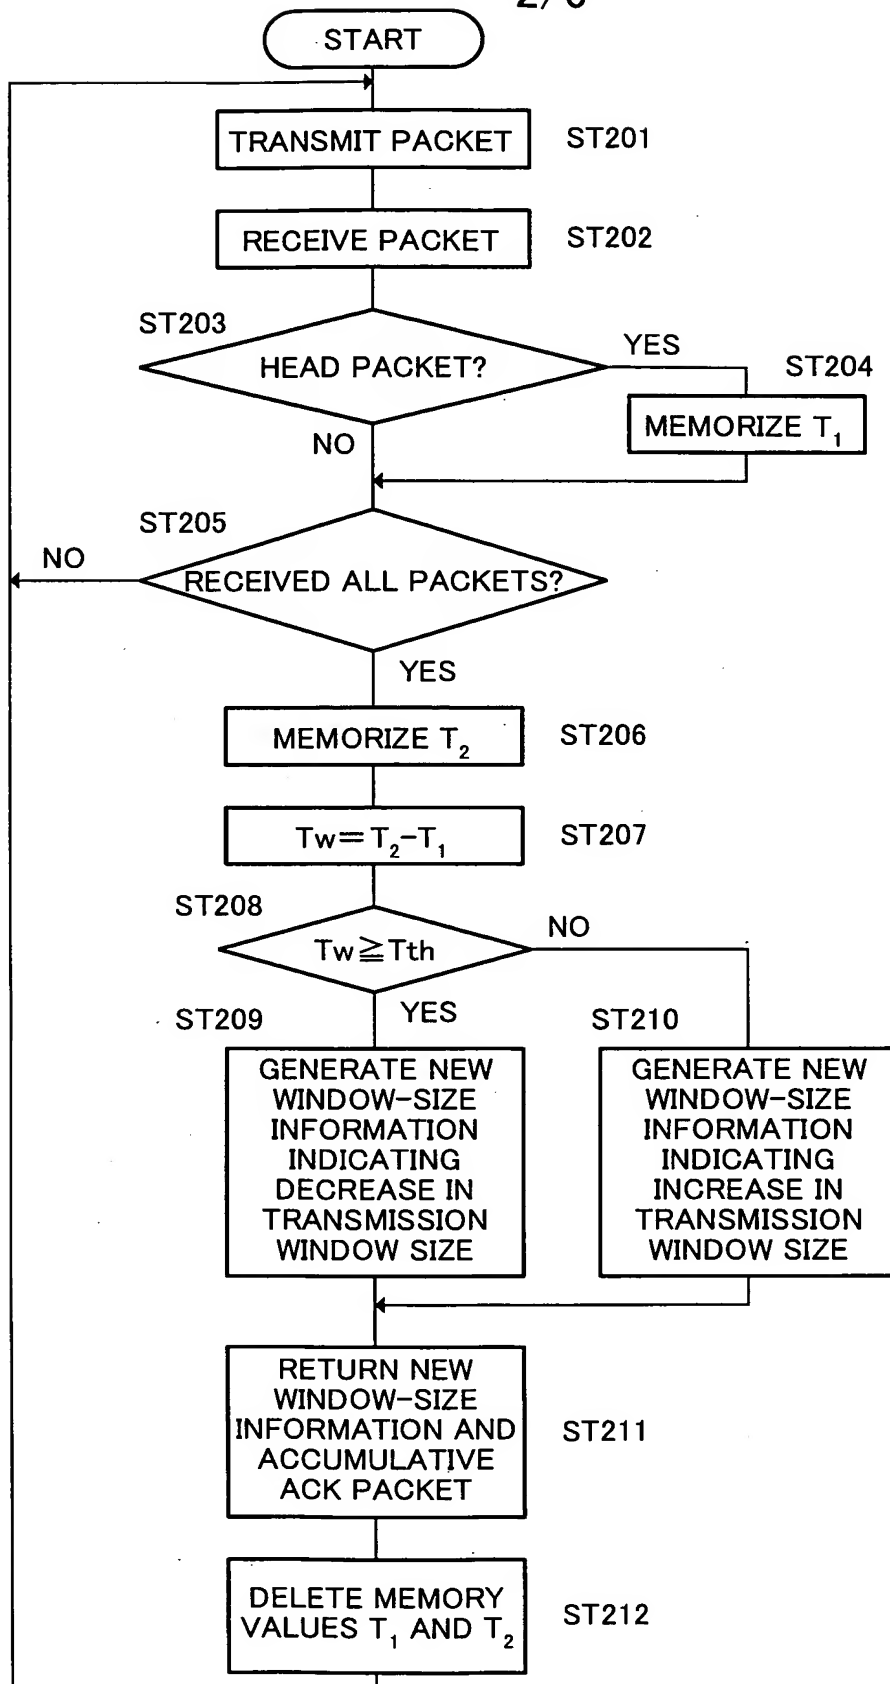 START
TRANSMIT PACKET
ST201
RECEIVE PACKET
ST202
ST203
HEAD PACKET?
YES
ST204
MEMORIZE T₁
NO
ST205
NO
RECEIVED ALL PACKETS?
YES
MEMORIZE T₂
ST206
Tw=T₂-T₁
ST207
ST208
Tw≧Tth
NO
ST209
YES
ST210
GENERATE NEW
WINDOW-SIZE
INFORMATION
INDICATING
DECREASE IN
TRANSMISSION
WINDOW SIZE
GENERATE NEW
WINDOW-SIZE
INFORMATION
INDICATING
INCREASE IN
TRANSMISSION
WINDOW SIZE
RETURN NEW
WINDOW-SIZE
INFORMATION AND
ACCUMULATIVE
ACK PACKET
ST211
DELETE MEMORY
VALUES T₁ AND T₂
ST212